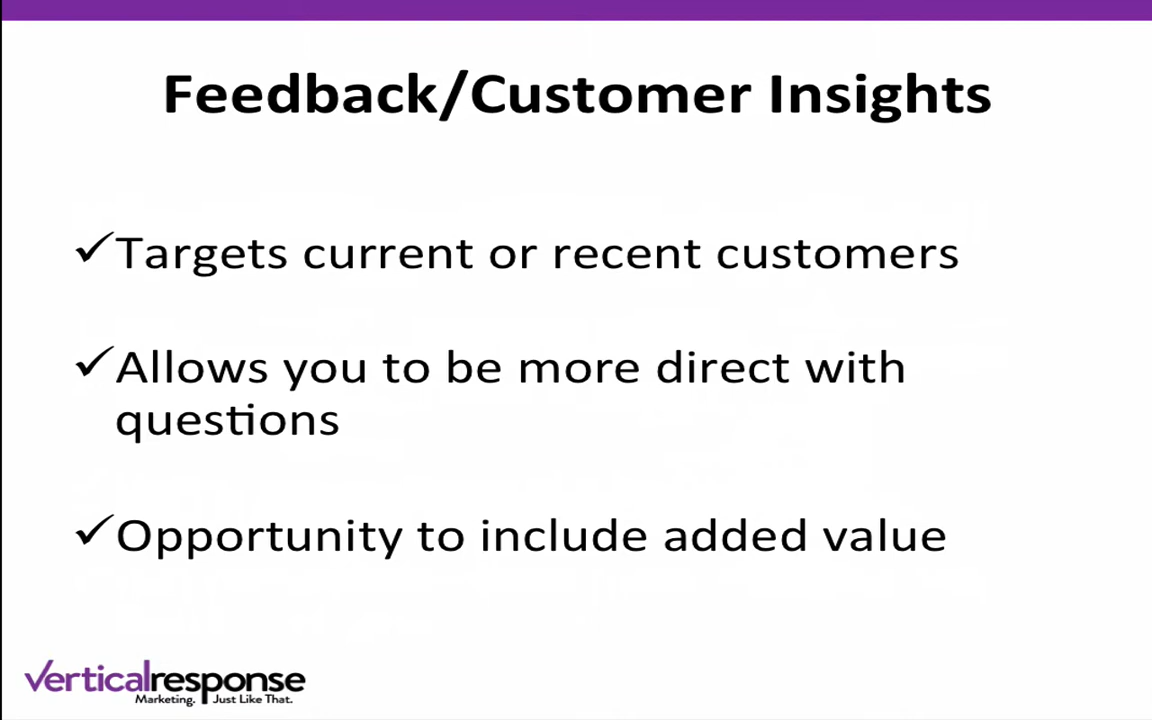 Feedback/Customer Insights
✓Targets current or recent customers
✓Allows you to be more direct with
questions
✓Opportunity to include added value
verticalresponse
Marketing. Just Like That.